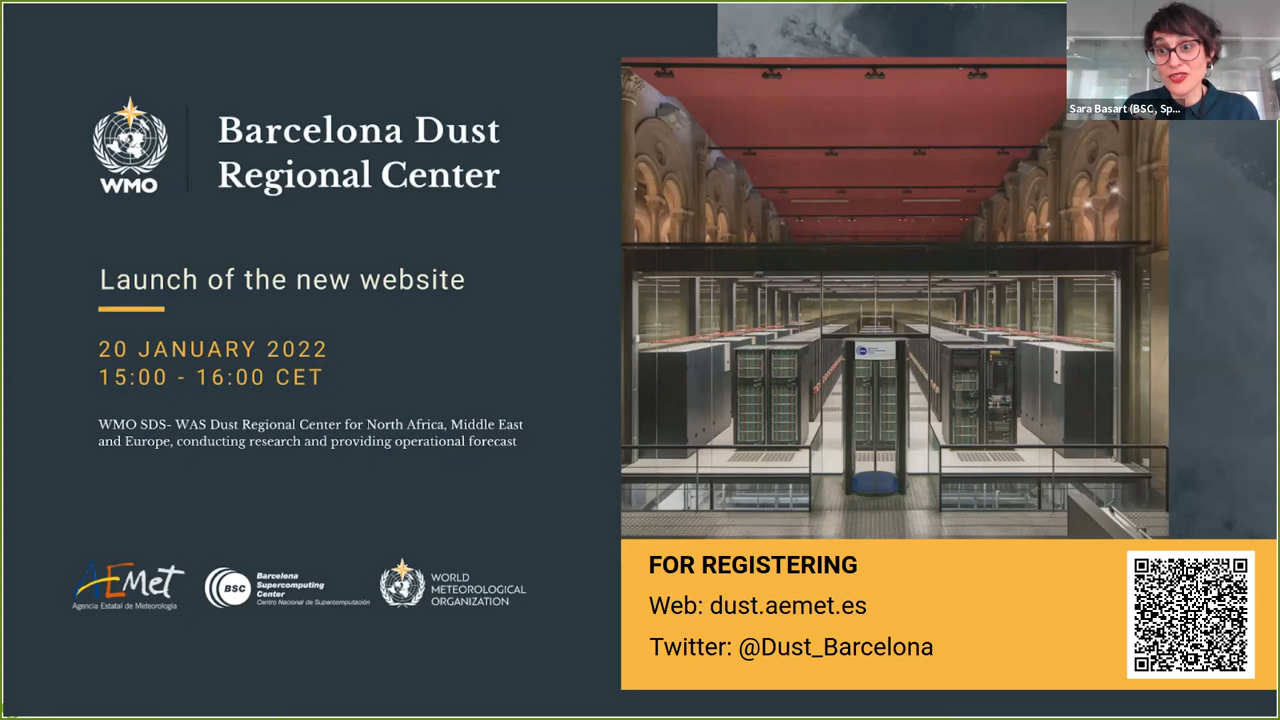 WMO
Barcelona Dust
Regional Center
Launch of the new website
20 JANUARY 2022
15:00 - 16:00 CET
WMO SDS- WAS Dust Regional Center for North Africa, Middle East
and Europe, conducting research and providing operational forecast
AEMet
Agencia Estatal de Meteorología
BSC
Barcelona
Supercomputing
Center
Centro Nacional de Supercomputación
WORLD
METEOROLOGICAL
ORGANIZATION
Sara Basart (BSC, Sp...
BSC
FOR REGISTERING
Web: dust.aemet.es
Twitter: @Dust_Barcelona